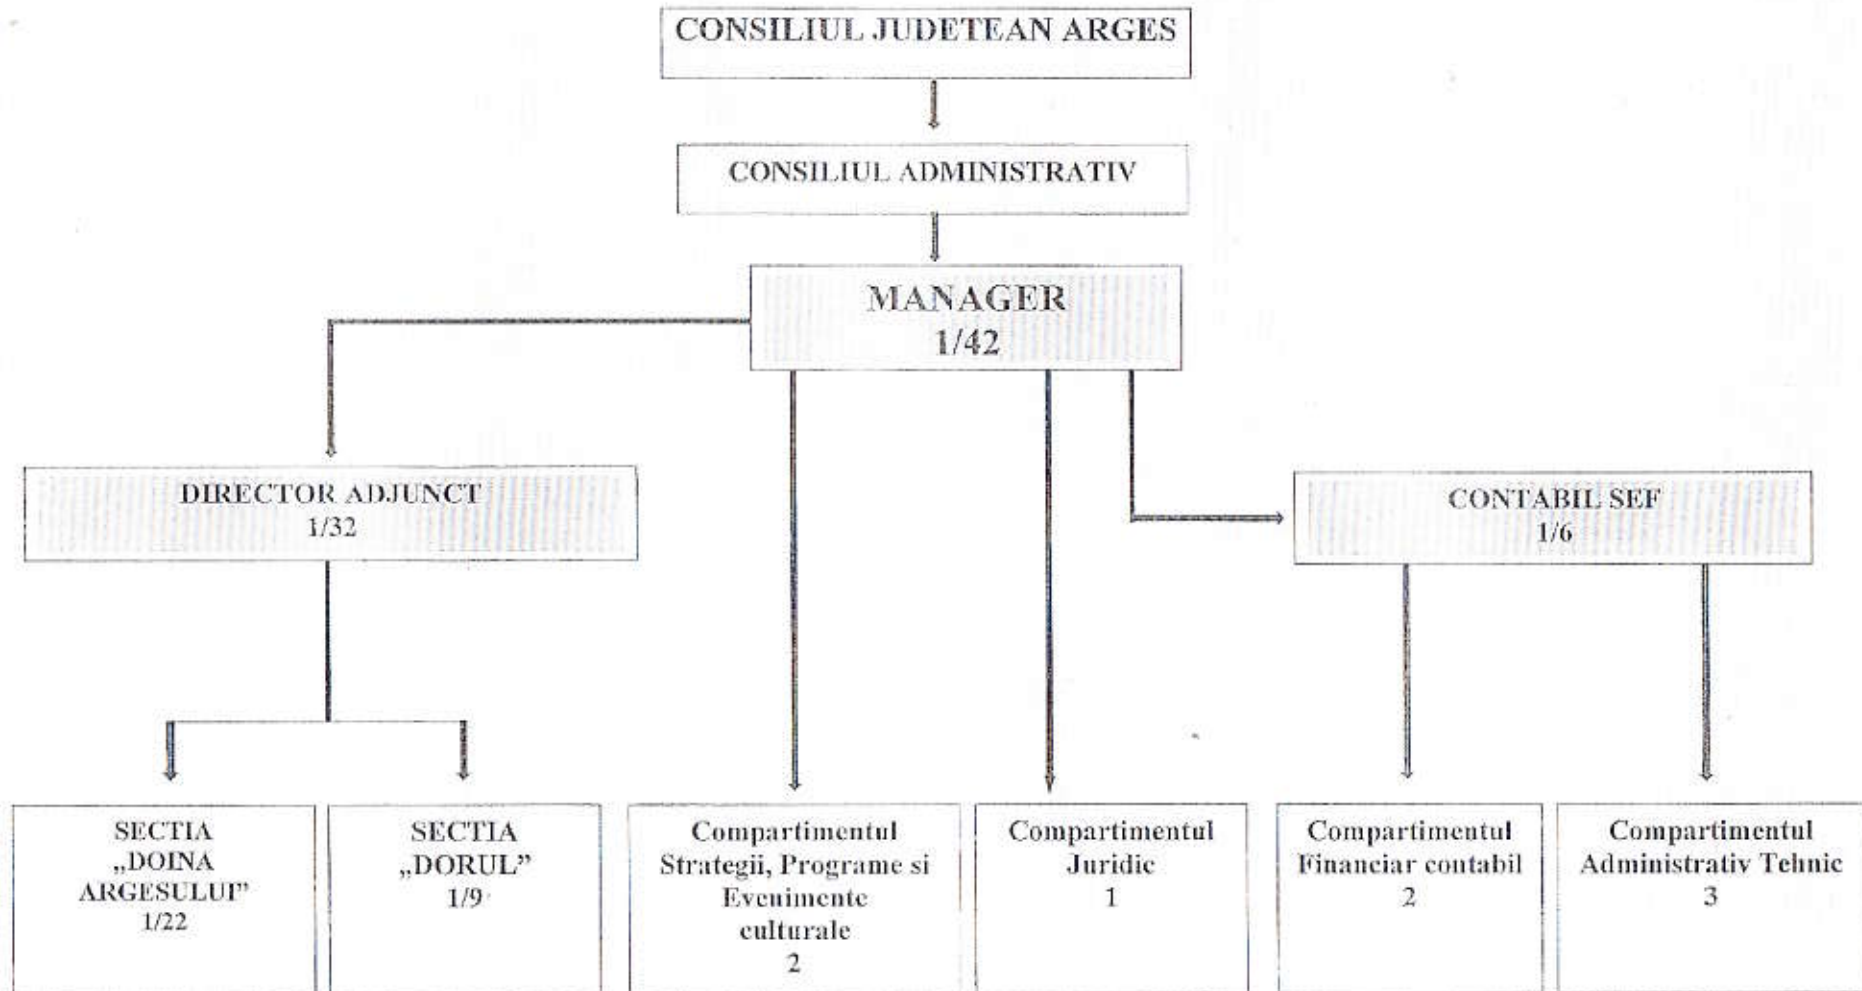 CONSILIUL JUDETEAN ARGES
CONSILIUL ADMINISTRATIV
MANAGER
1/42
DIRECTOR ADJUNCT
1/32
CONTABIL SEF
1/6
SECTIA
„DOINA
ARGESULUI”
1/22
SECTIA
„DORUL”
1/9
Compartimentul
Strategii, Programe si
Evenimente
culturale
2
Compartimentul
Juridic
1
Compartimentul
Financiar contabil
2
Compartimentul
Administrativ Tehnic
3